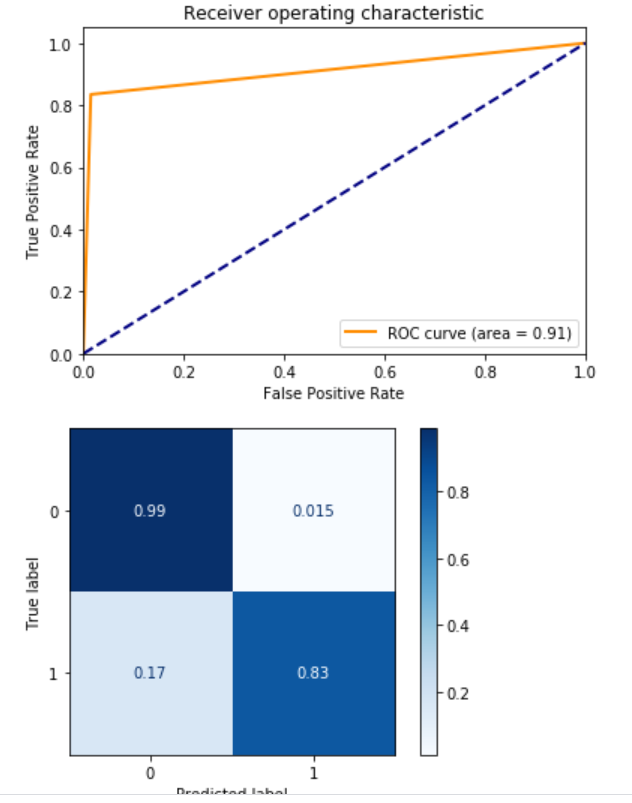 Receiver operating characteristic
1.0
0.8
0.6
0.4
0.2
0.0
True Positive Rate
ROC curve (area = 0.91)
0.0 0.2 0.4 0.6 0.8 1.0
False Positive Rate
0 0.99 0.015
1 0.17 0.83
True label
0 1
Predicted label
0.8
0.6
0.4
0.2